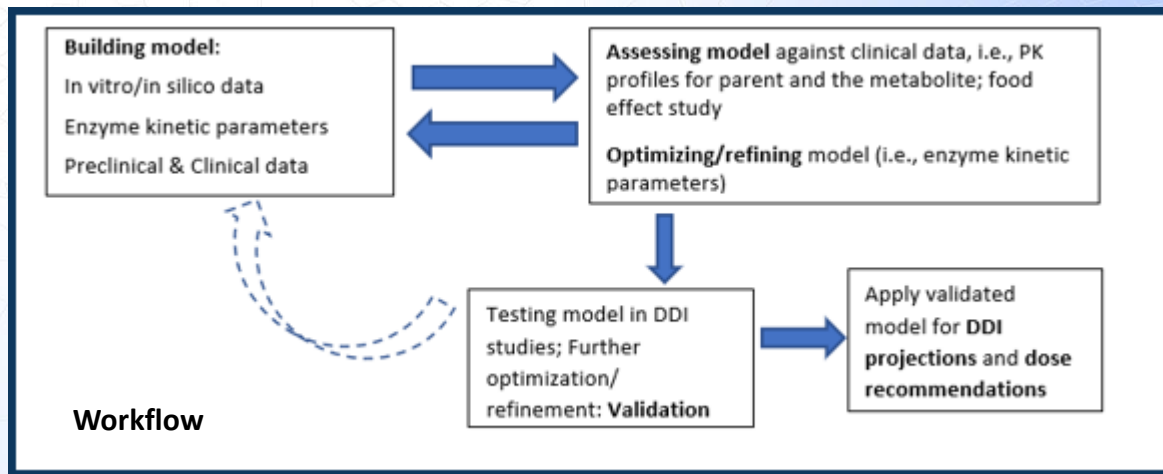 Building model:
In vitro/in silico data
Enzyme kinetic parameters
Preclinical & Clinical data
Assessing model against clinical data, i.e., PK
profiles for parent and the metabolite; food
effect study
Optimizing/refining model (i.e., enzyme kinetic
parameters)
Testing model in DDI
studies; Further
optimization/
refinement: Validation
Apply validated
model for DDI
projections and dose
recommendations
Workflow